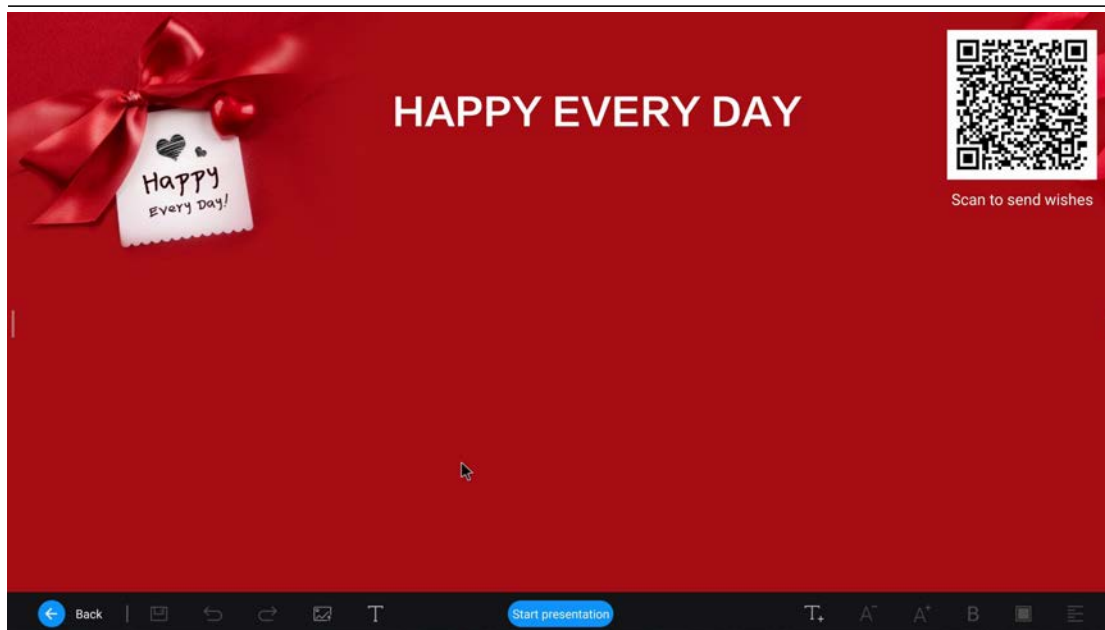 HAPPY EVERY DAY
Happy
Every Day!
Scan to send wishes
Back
Start presentation
T+
A-
A+
B